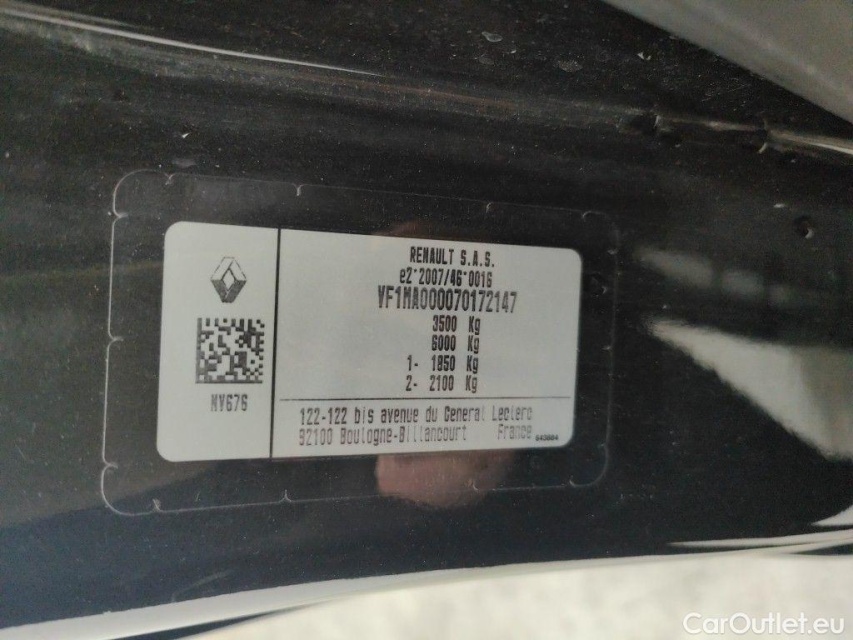 RENAULT S.A.S.
e2*2007/46*0016
VF1MA000070172147
3500 Kg
6000 Kg
1- 1850 Kg
2- 2100 Kg
NY676
122-122 bis avenue du General Leclerc
92100 Boulogne-Billancourt France
CarOutlet.eu